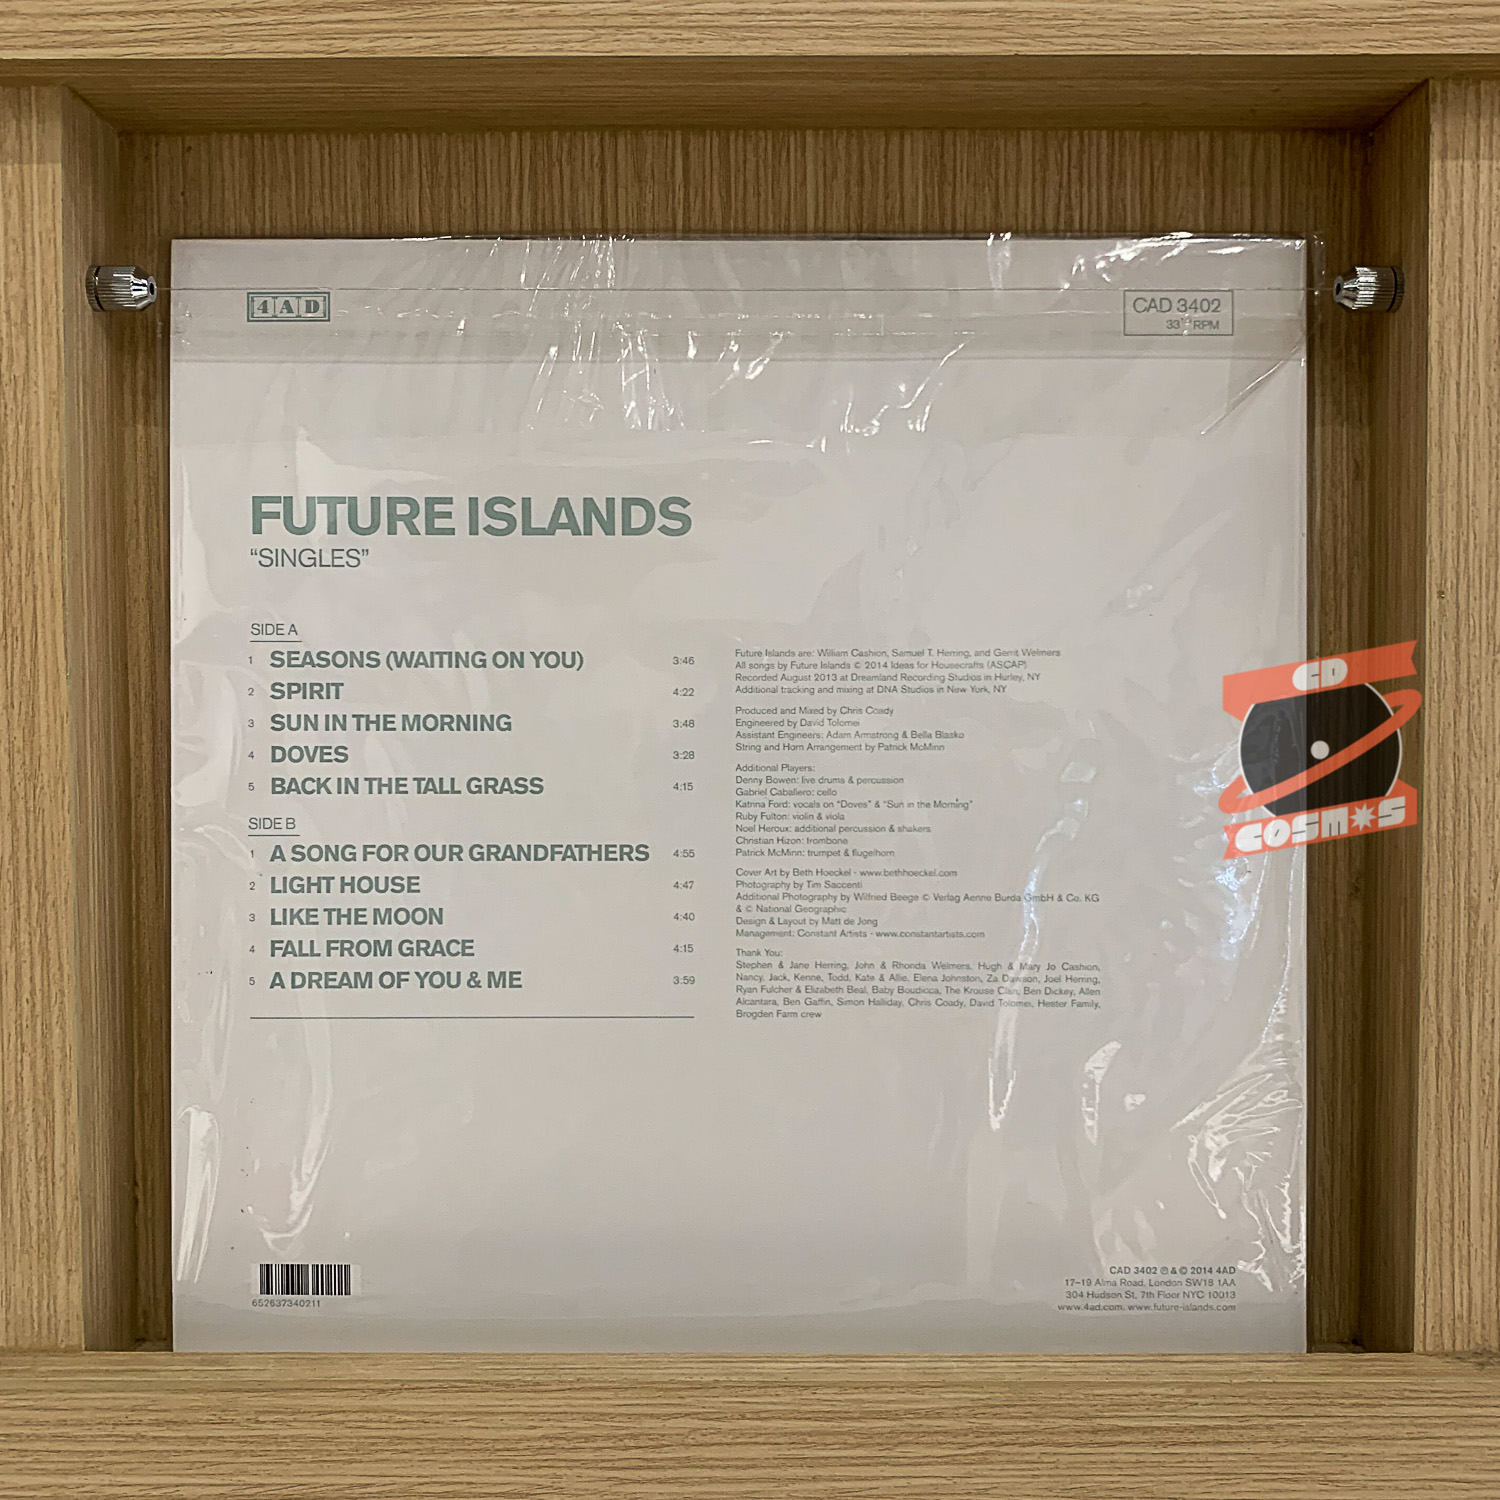 4AD
CAD 3402
33⅓ RPM
FUTURE ISLANDS
“SINGLES”
SIDE A
1 SEASONS (WAITING ON YOU) 3:46
2 SPIRIT 4:22
3 SUN IN THE MORNING 3:48
4 DOVES 3:28
5 BACK IN THE TALL GRASS 4:15
SIDE B
1 A SONG FOR OUR GRANDFATHERS 4:55
2 LIGHT HOUSE 4:47
3 LIKE THE MOON 4:40
4 FALL FROM GRACE 4:15
5 A DREAM OF YOU & ME 3:59
Future Islands are: William Cashion, Samuel T. Herring, and Gerrit Welmers
All songs by Future Islands © 2014 Ideas for Housecrafts (ASCAP)
Recorded August 2013 at Dreamland Recording Studios in Hurley, NY
Additional tracking and mixing at DNA Studios in New York, NY
Produced and Mixed by Chris Coady
Engineered by David Tolomei
Assistant Engineers: Adam Armstrong & Bella Blasko
String and Horn Arrangement by Patrick McMinn
Additional Players:
Denny Bowen: live drums & percussion
Gabriel Caballero: cello
Katrina Ford: vocals on “Doves” & “Sun in the Morning”
Ruby Fulton: violin & viola
Noel Heroux: additional percussion & shakers
Christian Hizon: trombone
Patrick McMinn: trumpet & flugelhorn
Cover Art by Beth Hoeckel - www.bethhoeckel.com
Photography by Tim Saccenti
Additional Photography by Wilfried Beege © Verlag Aenne Burda GmbH & Co. KG
& © National Geographic
Design & Layout by Matt de Jong
Management: Constant Artists - www.constantartists.com
Thank You:
Stephen & Jane Herring, John & Rhonda Welmers, Hugh & Mary Jo Cashion,
Nancy, Jack, Kenne, Todd, Kate & Allie, Elena Johnston, Za Dawson, Joel Herring,
Ryan Fulcher & Elizabeth Beal, Baby Boudicca, The Krouse Clan, Ben Dickey, Allen
Alcantara, Ben Gaffin, Simon Halliday, Chris Coady, David Tolomei, Hester Family,
Brogden Farm crew
CD
COSMOS
652637340211
CAD 3402 ℗ & © 2014 4AD
17–19 Alma Road, London SW18 1AA
304 Hudson St, 7th Floor NYC 10013
www.4ad.com. www.future-islands.com